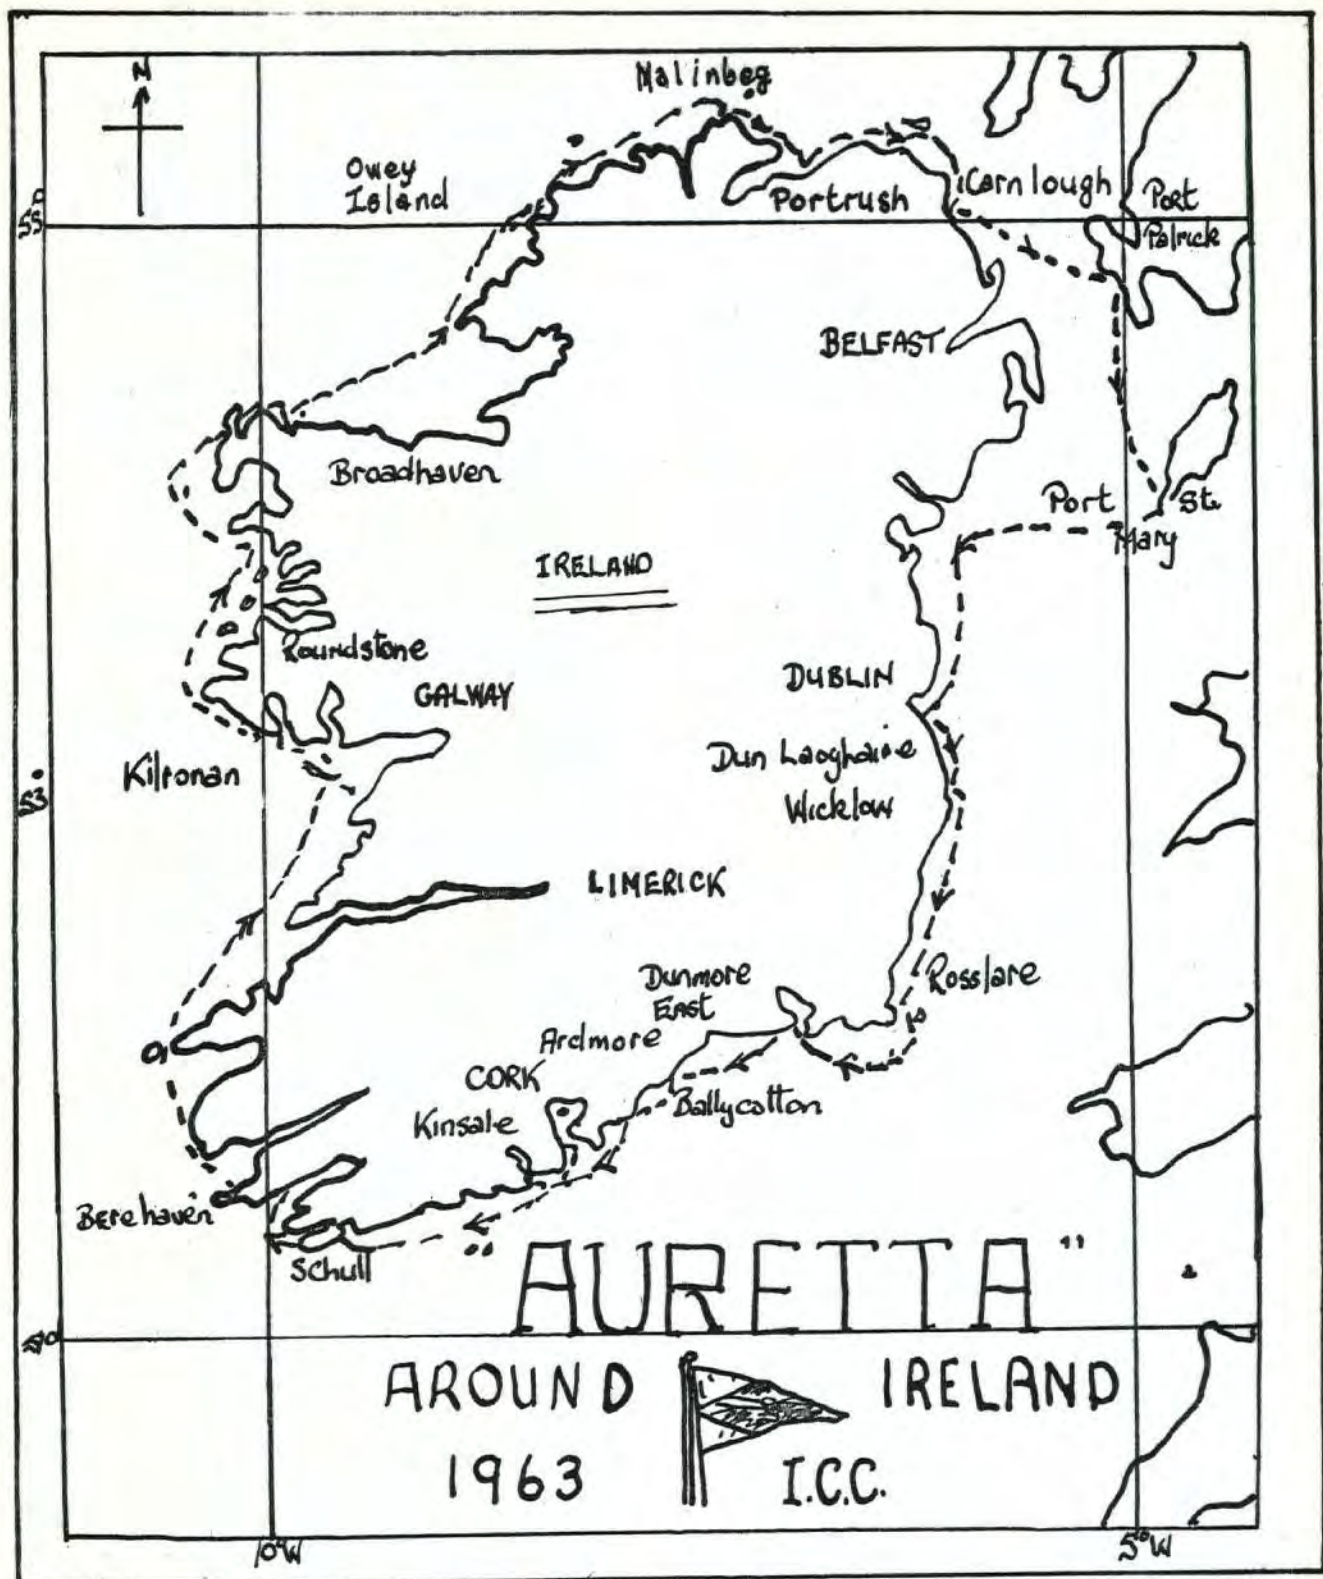 N
Malinbeg
Owey
Island
Portrush
Carnlough
Port
Patrick
55°
BELFAST
Broadhaven
Port St.
Mary
IRELAND
Roundstone
GALWAY
DUBLIN
Kilronan
Dun Laoghaire
53°
Wicklow
LIMERICK
Rosslare
Dunmore
East
Ardmore
CORK
Ballycotton
Kinsale
Berehaven
Schull
AURETTA"
51°
AROUND IRELAND
1963 I.C.C.
10°W
5°W